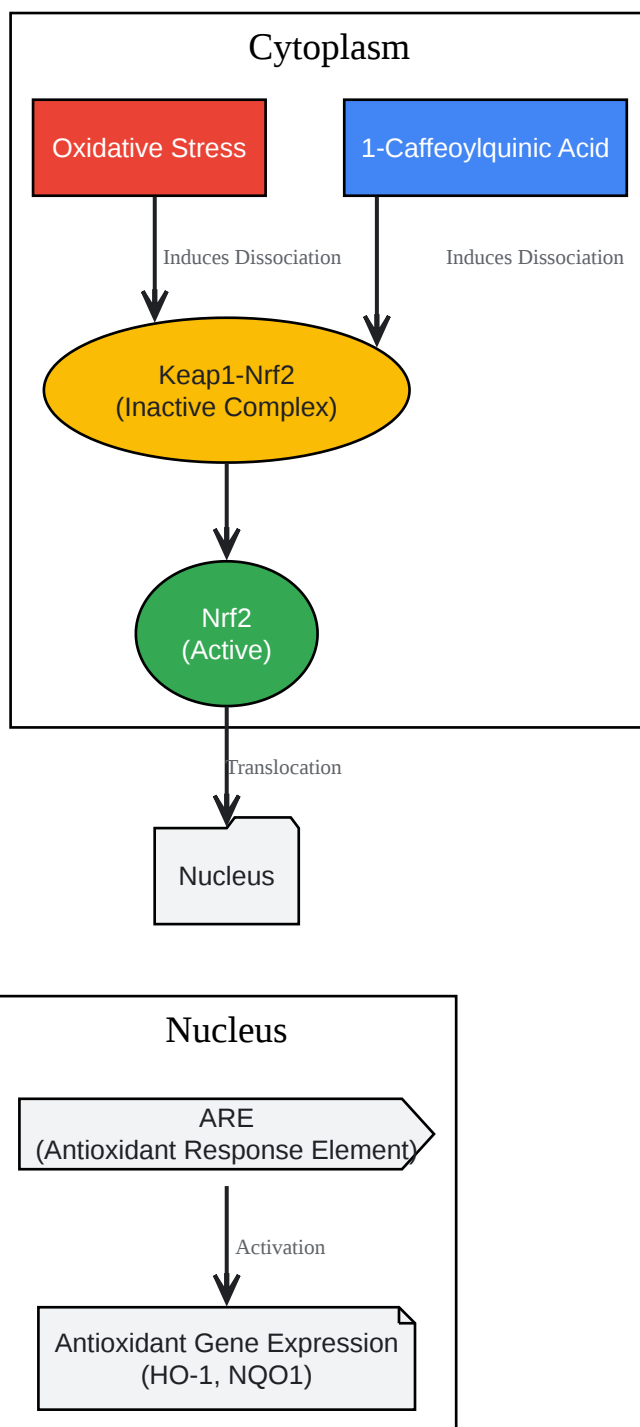 Cytoplasm
Oxidative Stress
1-Caffeoylquinic Acid
Induces Dissociation
Induces Dissociation
Keap1-Nrf2
(Inactive Complex)
Nrf2
(Active)
Translocation
Nucleus
Nucleus
ARE
(Antioxidant Response Element)
Activation
Antioxidant Gene Expression
(HO-1, NQO1)